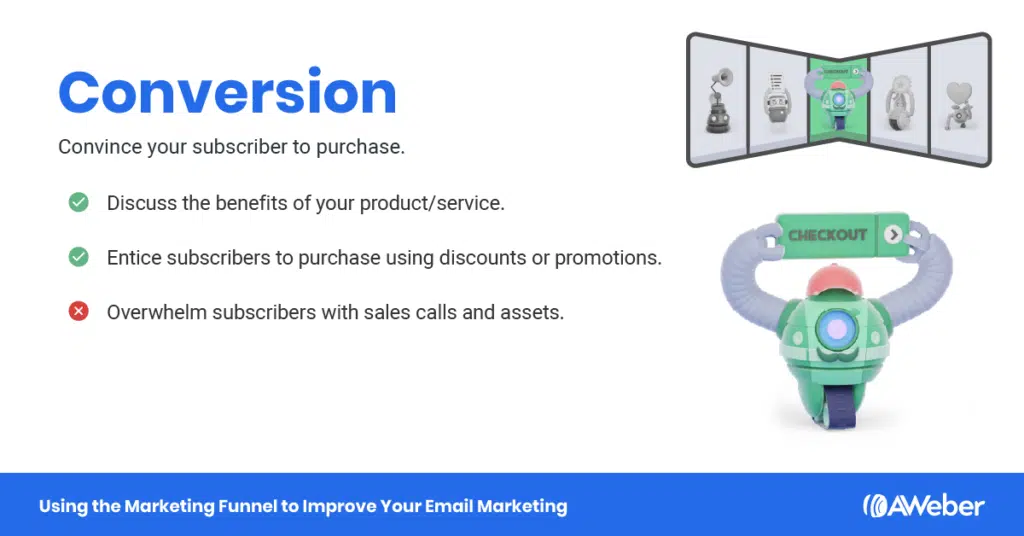 Conversion
Convince your subscriber to purchase.
Discuss the benefits of your product/service.
Entice subscribers to purchase using discounts or promotions.
Overwhelm subscribers with sales calls and assets.
CHECKOUT
CHECKOUT
Using the Marketing Funnel to Improve Your Email Marketing
AWeber